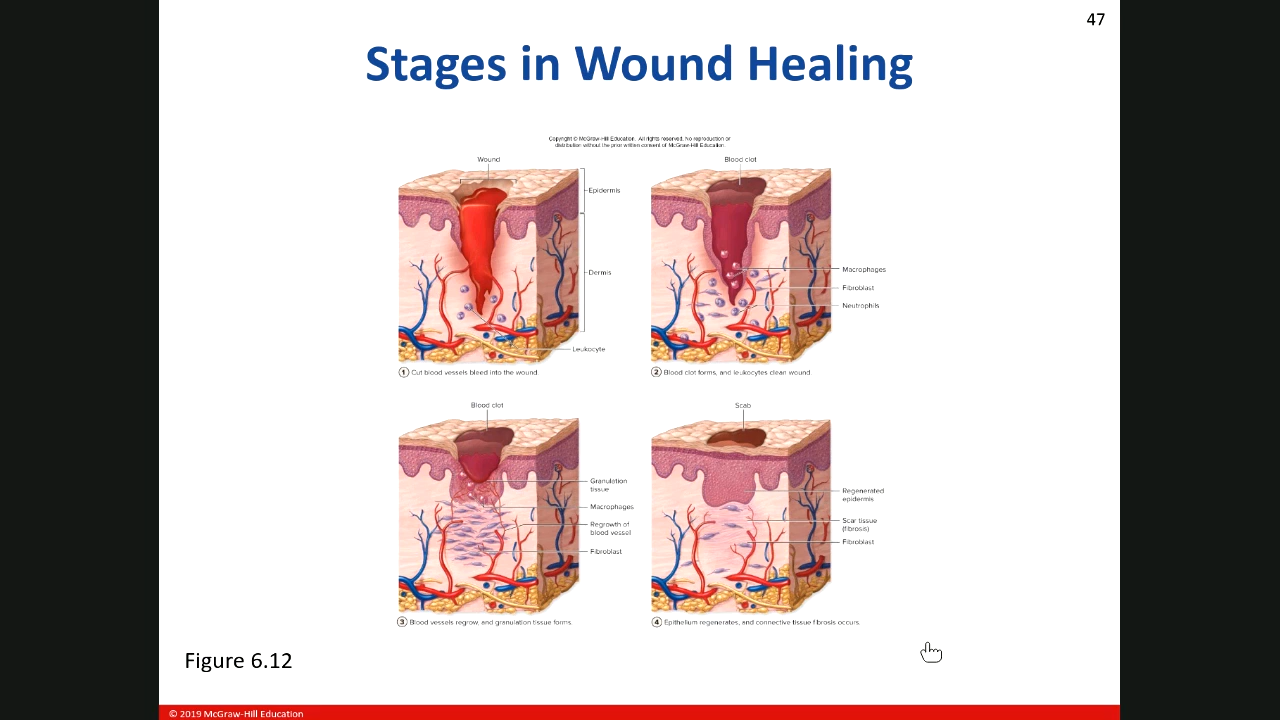 47
Stages in Wound Healing
Copyright © McGraw-Hill Education. All rights reserved. No reproduction or
distribution without the prior written consent of McGraw-Hill Education.
Wound
Epidermis
Dermis
Leukocyte
1 Cut blood vessels bleed into the wound.
Blood clot
Macrophages
Fibroblast
Neutrophils
2 Blood clot forms, and leukocytes clean wound.
Blood clot
Granulation
tissue
Macrophages
Regrowth of
blood vessel
Fibroblast
3 Blood vessels regrow, and granulation tissue forms.
Scab
Regenerated
epidermis
Scar tissue
(fibrosis)
Fibroblast
4 Epithelium regenerates, and connective tissue fibrosis occurs.
Figure 6.12
© 2019 McGraw-Hill Education